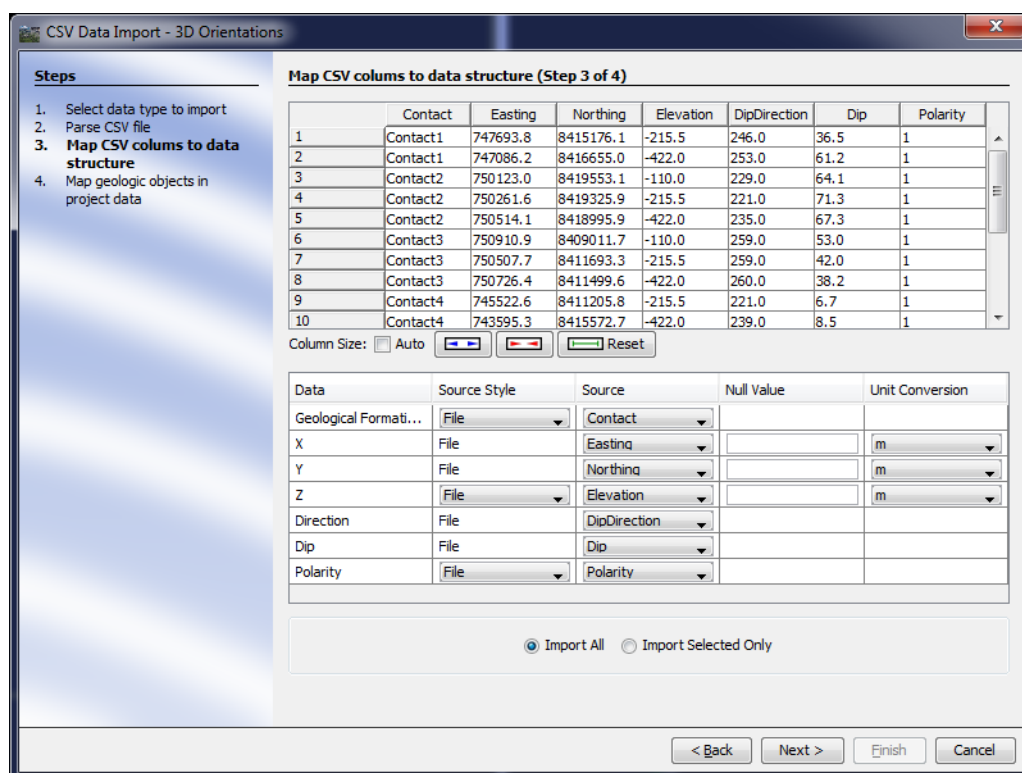 CSV Data Import - 3D Orientations
Steps
1. Select data type to import
2. Parse CSV file
3. Map CSV colums to data
structure
4. Map geologic objects in
project data
Map CSV colums to data structure (Step 3 of 4)
Contact Easting Northing Elevation DipDirection Dip Polarity
1 Contact1 747693.8 8415176.1 -215.5 246.0 36.5 1
2 Contact1 747086.2 8416655.0 -422.0 253.0 61.2 1
3 Contact2 750123.0 8419553.1 -110.0 229.0 64.1 1
4 Contact2 750261.6 8419325.9 -215.5 221.0 71.3 1
5 Contact2 750514.1 8418995.9 -422.0 235.0 67.3 1
6 Contact3 750910.9 8409011.7 -110.0 259.0 53.0 1
7 Contact3 750507.7 8411693.3 -215.5 259.0 42.0 1
8 Contact3 750726.4 8411499.6 -422.0 260.0 38.2 1
9 Contact4 745522.6 8411205.8 -215.5 221.0 6.7 1
10 Contact4 743595.3 8415572.7 -422.0 239.0 8.5 1
Column Size: Auto Reset
Data Source Style Source Null Value Unit Conversion
Geological Formati... File Contact
X File Easting m
Y File Northing m
Z File Elevation m
Direction File DipDirection
Dip File Dip
Polarity File Polarity
Import All Import Selected Only
< Back Next > Finish Cancel